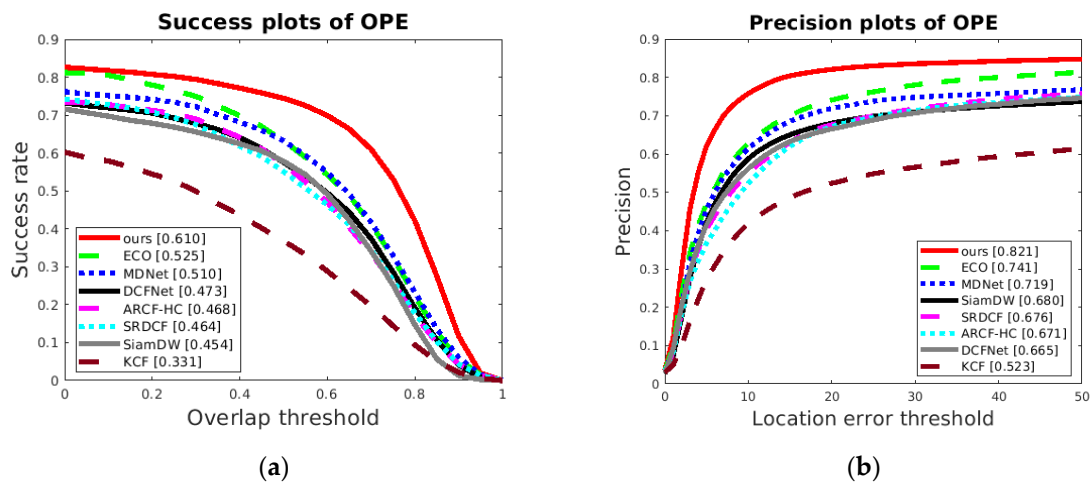 Success plots of OPE
0.9
0.8
0.7
0.6
0.5
0.4
0.3
0.2
0.1
0
Success rate
ours [0.610]
ECO [0.525]
MDNet [0.510]
DCFNet [0.473]
ARCF-HC [0.468]
SRDCF [0.464]
SiamDW [0.454]
KCF [0.331]
0 0.2 0.4 0.6 0.8 1
Overlap threshold
(a)
Precision plots of OPE
0.9
0.8
0.7
0.6
0.5
0.4
0.3
0.2
0.1
0
Precision
ours [0.821]
ECO [0.741]
MDNet [0.719]
SiamDW [0.680]
SRDCF [0.676]
ARCF-HC [0.671]
DCFNet [0.665]
KCF [0.523]
0 10 20 30 40 50
Location error threshold
(b)